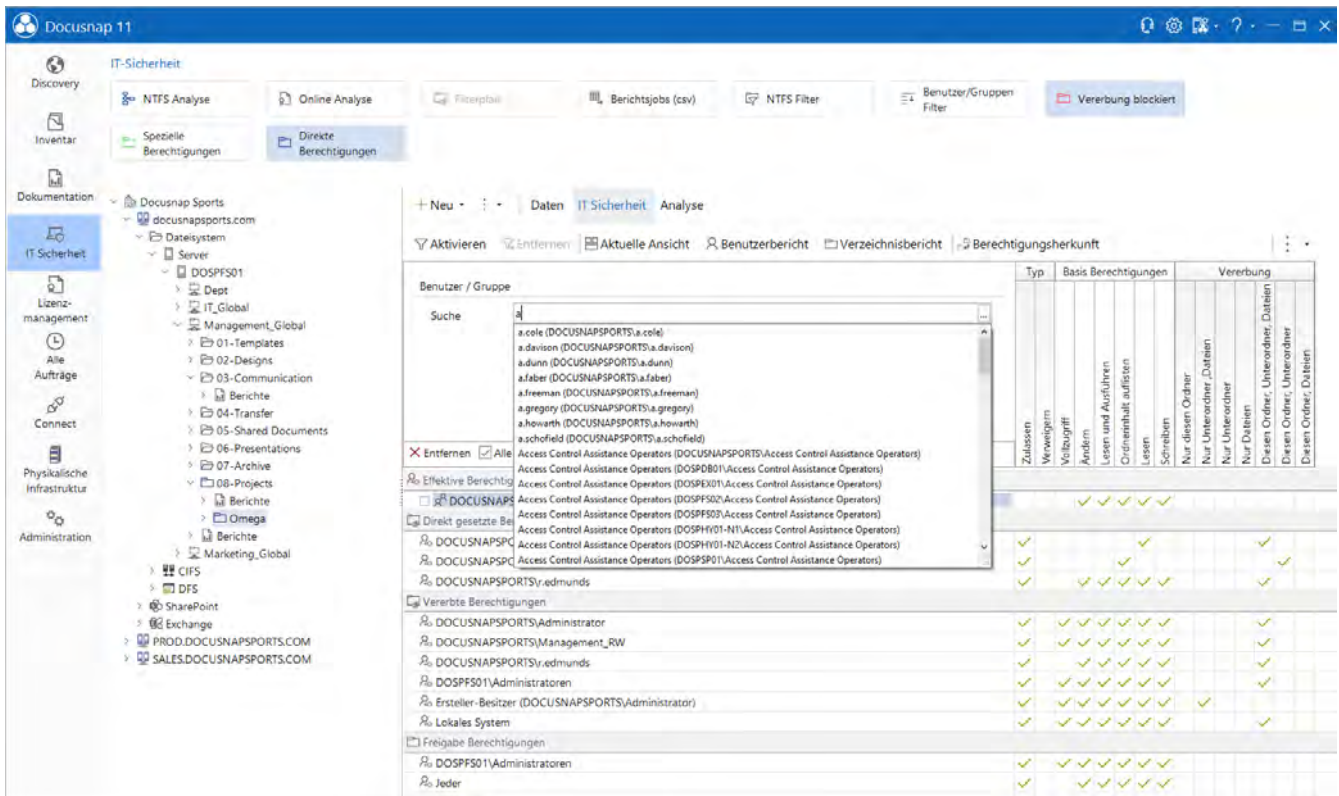 Docusnap 11
IT-Sicherheit
Discovery
Inventar
Dokumentation
IT Sicherheit
Lizenz-
management
Alle
Aufträge
Connect
Physikalische
Infrastruktur
Administration
NTFS Analyse
Online Analyse
Filterpfad
Berichtsjobs (csv)
NTFS Filter
Benutzer/Gruppen
Filter
Vererbung blockiert
Spezielle
Berechtigungen
Direkte
Berechtigungen
Docusnap Sports
docusnapsports.com
Dateisystem
Server
DOSPFS01
Dept
IT_Global
Management_Global
01-Templates
02-Designs
03-Communication
Berichte
04-Transfer
05-Shared Documents
06-Presentations
07-Archive
08-Projects
Berichte
Omega
Berichte
Marketing_Global
CIFS
DFS
SharePoint
Exchange
PROD.DOCUSNAPSPORTS.COM
SALES.DOCUSNAPSPORTS.COM
+ Neu Daten IT Sicherheit Analyse
Aktivieren Entfernen Aktuelle Ansicht Benutzerbericht Verzeichnisbericht Berechtigungsherkunft
Benutzer / Gruppe
Suche
a
...
a.cole (DOCUSNAPSPORTS\a.cole)
a.davison (DOCUSNAPSPORTS\a.davison)
a.dunn (DOCUSNAPSPORTS\a.dunn)
a.faber (DOCUSNAPSPORTS\a.faber)
a.freeman (DOCUSNAPSPORTS\a.freeman)
a.gregory (DOCUSNAPSPORTS\a.gregory)
a.howarth (DOCUSNAPSPORTS\a.howarth)
a.schofield (DOCUSNAPSPORTS\a.schofield)
Access Control Assistance Operators (DOCUSNAPSPORTS\Access Control Assistance Operators)
Access Control Assistance Operators (DOSPDB01\Access Control Assistance Operators)
Access Control Assistance Operators (DOSPEX01\Access Control Assistance Operators)
Access Control Assistance Operators (DOSPFS02\Access Control Assistance Operators)
Access Control Assistance Operators (DOSPFS03\Access Control Assistance Operators)
Access Control Assistance Operators (DOSPHY01-N1\Access Control Assistance Operators)
Access Control Assistance Operators (DOSPHY01-N2\Access Control Assistance Operators)
Access Control Assistance Operators (DOSPSP01\Access Control Assistance Operators)
Typ
Basis Berechtigungen
Vererbung
Zulassen
Verweigern
Vollzugriff
Ändern
Lesen und Ausführen
Ordnerinhalt auflisten
Lesen
Schreiben
Nur diesen Ordner
Nur Unterordner ,Dateien
Nur Unterordner
Nur Dateien
Diesen Ordner, Unterordner, Dateien
Diesen Ordner, Unterordner
Diesen Ordner, Dateien
Entfernen Alle
Effektive Berechtig
DOCUSNAPS
Direkt gesetzte Be
DOCUSNAPSPO
DOCUSNAPSPO
DOCUSNAPSPORTS\r.edmunds
Vererbte Berechtigungen
DOCUSNAPSPORTS\Administrator
DOCUSNAPSPORTS\Management_RW
DOCUSNAPSPORTS\r.edmunds
DOSPFS01\Administratoren
Ersteller-Besitzer (DOCUSNAPSPORTS\Administrator)
Lokales System
Freigabe Berechtigungen
DOSPFS01\Administratoren
Jeder